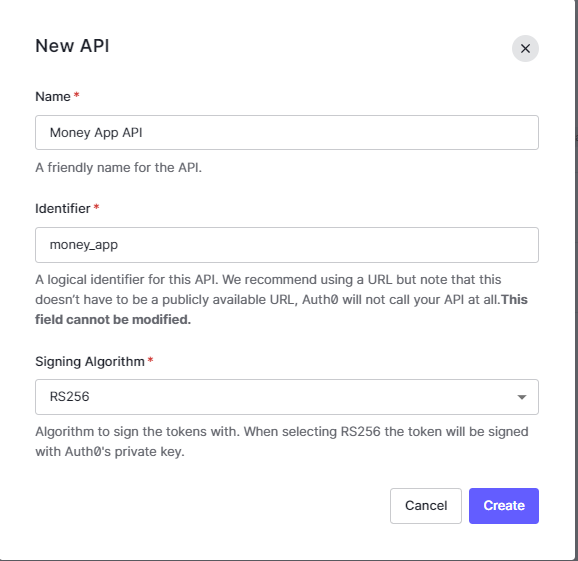 New API
Name *
Money App API
A friendly name for the API.
Identifier *
money_app
A logical identifier for this API. We recommend using a URL but note that this
doesn't have to be a publicly available URL, Auth0 will not call your API at all.This
field cannot be modified.
Signing Algorithm *
RS256
Algorithm to sign the tokens with. When selecting RS256 the token will be signed
with Auth0's private key.
Cancel
Create